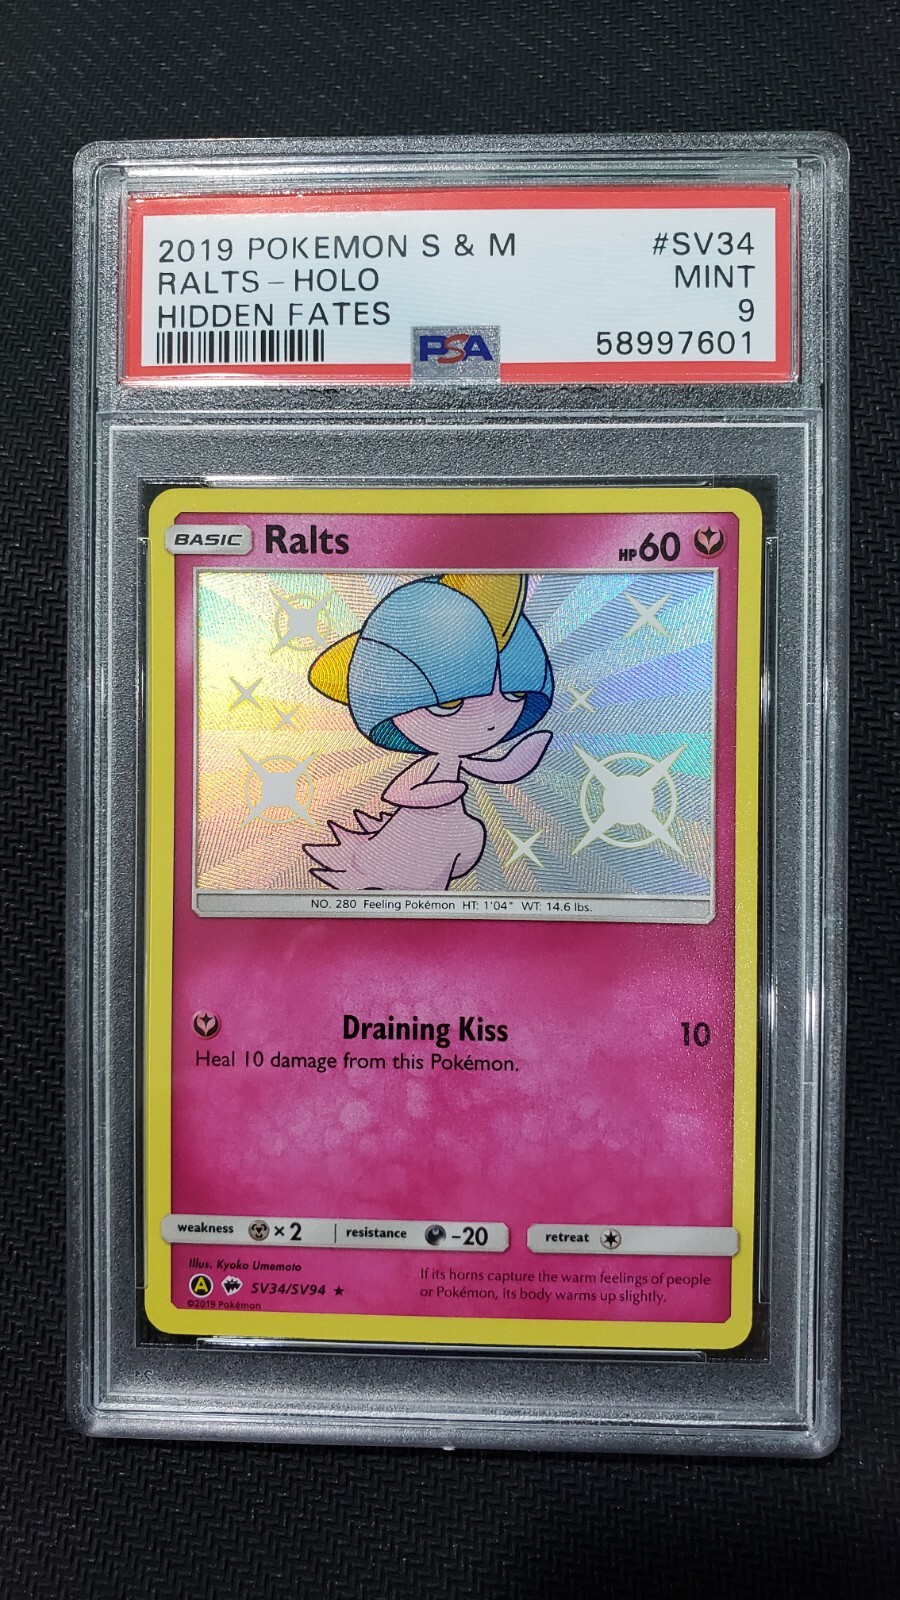 2019 POKEMON S & M #SV34
RALTS - HOLO MINT
HIDDEN FATES 9
PSA 58997601
BASIC Ralts HP60
NO. 280 Feeling Pokémon HT: 1'04" WT: 14.6 lbs.
Draining Kiss 10
Heal 10 damage from this Pokémon.
weakness ×2 resistance -20 retreat
Illus. Kyoko Umemoto
A SV34/SV94 ★
©2019 Pokémon
If its horns capture the warm feelings of people
or Pokémon, its body warms up slightly.